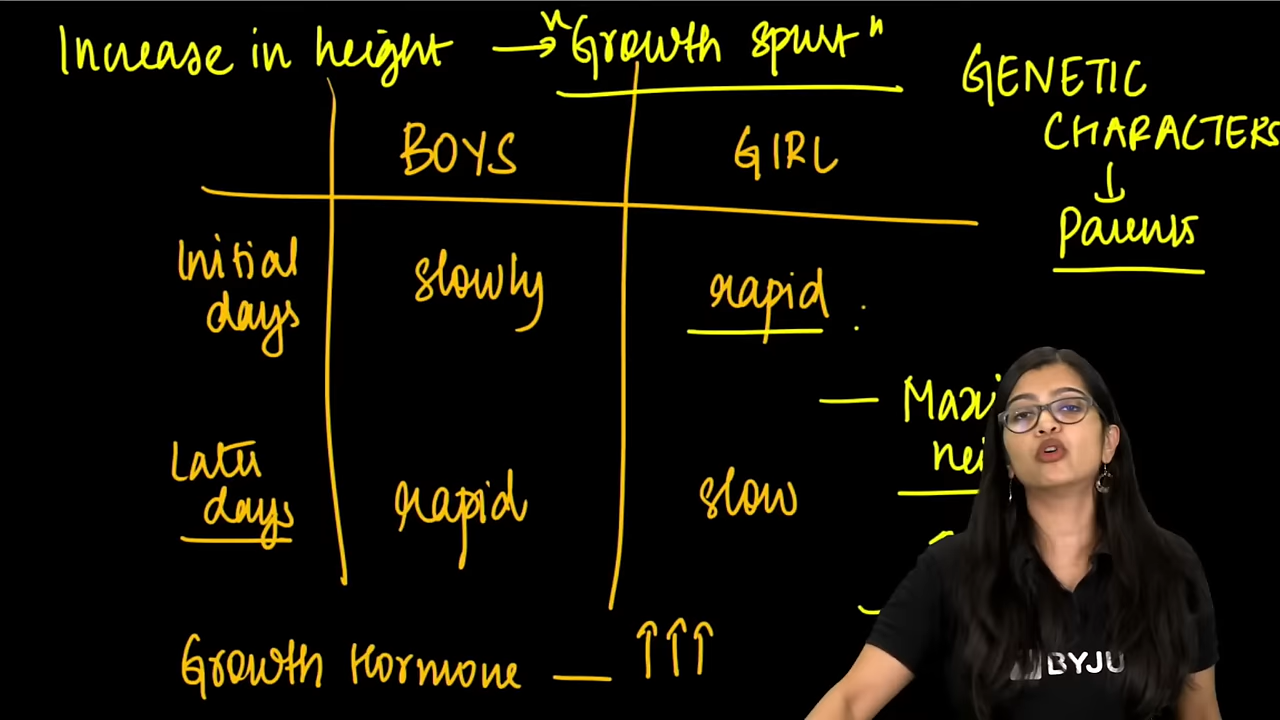 Increase in height → "Growth spurt"
GENETIC
CHARACTERS
↓
Parents
BOYS GIRL
Initial
days slowly rapid :
— Maxi
Later
days rapid slow
Growth Hormone — ↑↑↑
BYJU